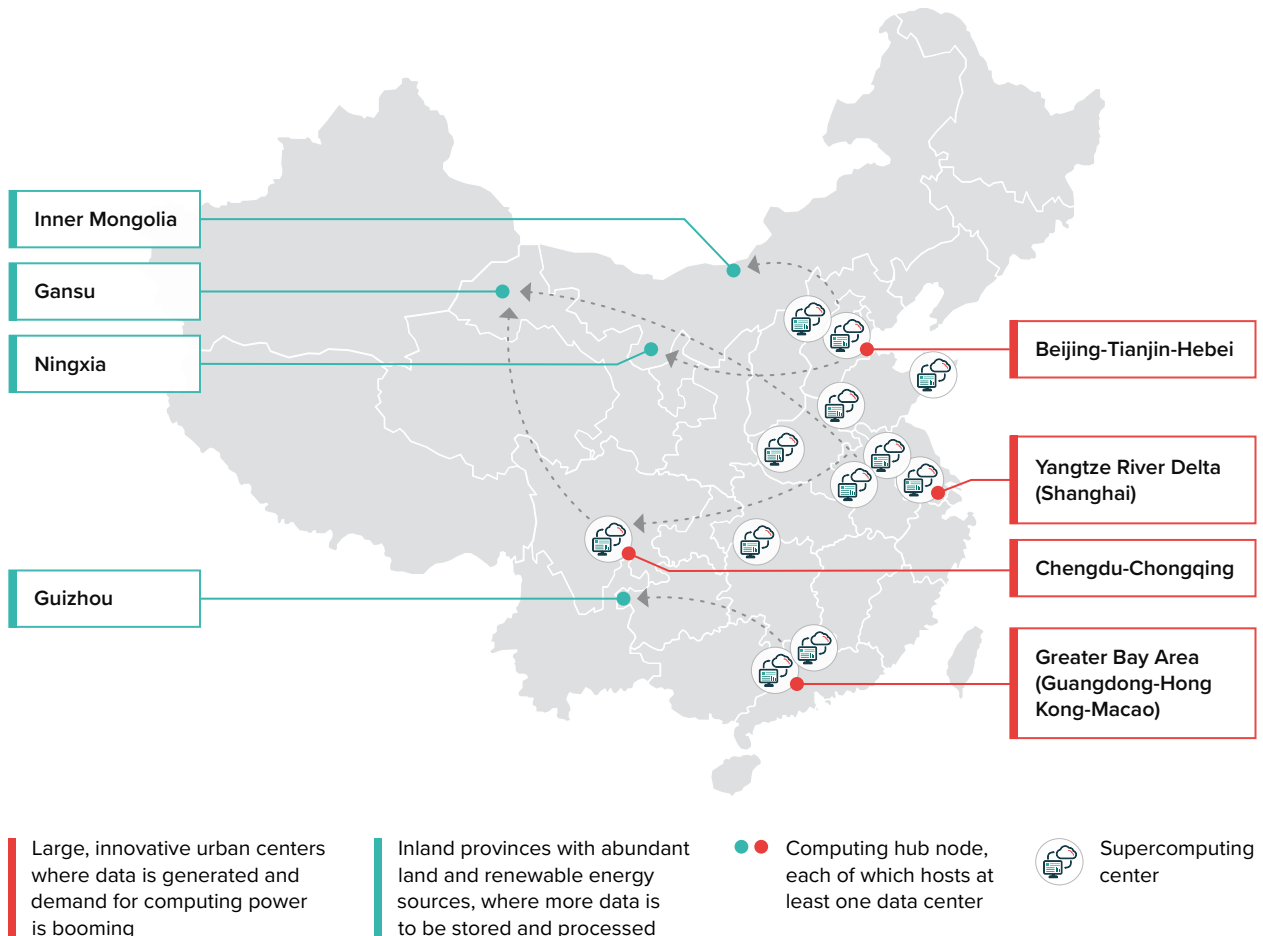 Inner Mongolia
Gansu
Ningxia
Guizhou
Beijing-Tianjin-Hebei
Yangtze River Delta
(Shanghai)
Chengdu-Chongqing
Greater Bay Area
(Guangdong-Hong
Kong-Macao)
Large, innovative urban centers
where data is generated and
demand for computing power
is booming
Inland provinces with abundant
land and renewable energy
sources, where more data is
to be stored and processed
Computing hub node,
each of which hosts at
least one data center
Supercomputing
center